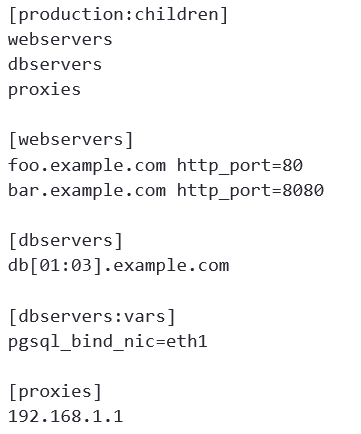 [production:children]
webservers
dbservers
proxies

[webservers]
foo.example.com http_port=80
bar.example.com http_port=8080

[dbservers]
db[01:03].example.com

[dbservers:vars]
pgsql_bind_nic=eth1

[proxies]
192.168.1.1